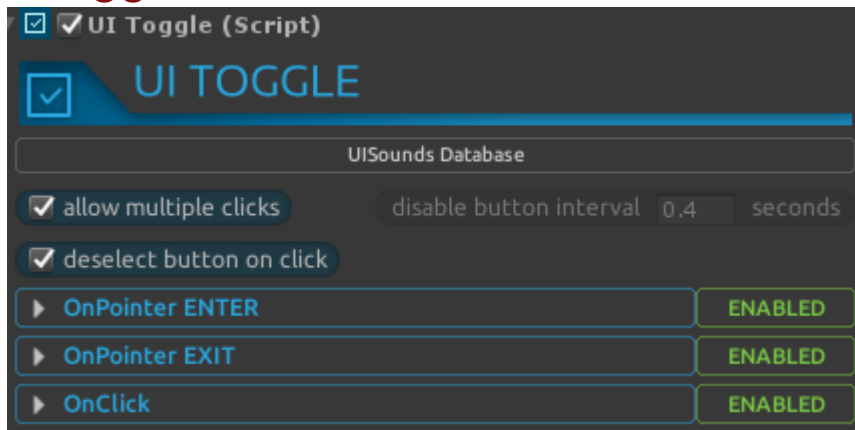 UI Toggle (Script)
UI TOGGLE
UISounds Database
allow multiple clicks disable button interval 0.4 seconds
deselect button on click
OnPointer ENTER ENABLED
OnPointer EXIT ENABLED
OnClick ENABLED